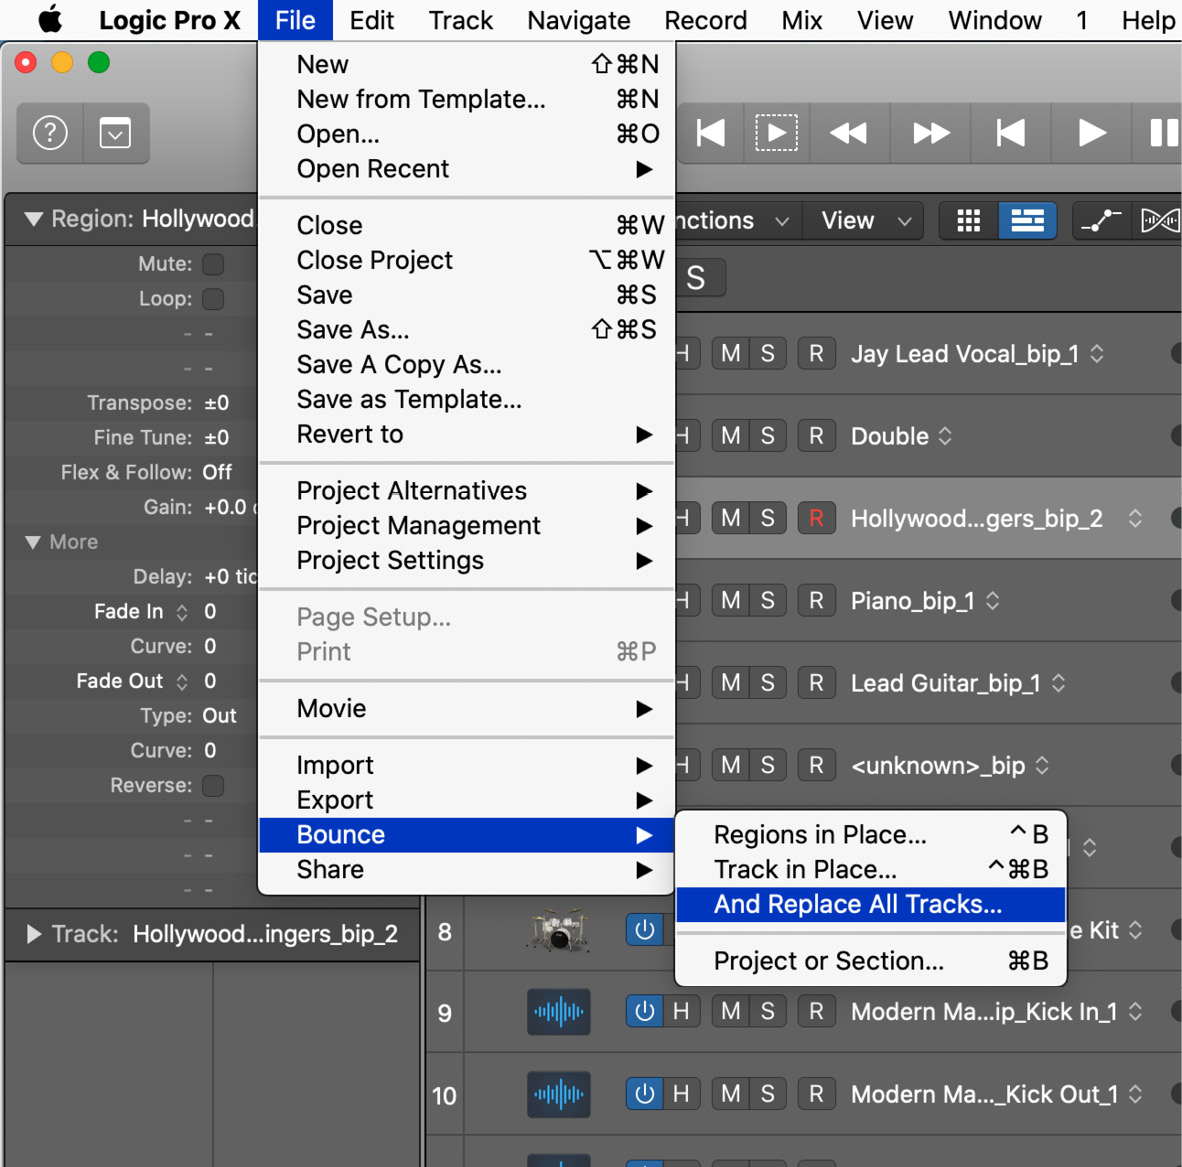 Logic Pro X File Edit Track Navigate Record Mix View Window 1 Help
New ⇧⌘N
New from Template... ⌘N
Open... ⌘O
Open Recent ▶
Close ⌘W
Close Project ⌥⌘W
Save ⌘S
Save As... ⇧⌘S
Save A Copy As...
Save as Template...
Revert to ▶
Project Alternatives ▶
Project Management ▶
Project Settings ▶
Page Setup...
Print ⌘P
Movie ▶
Import ▶
Export ▶
Bounce ▶
Share ▶
Regions in Place... ^B
Track in Place... ^⌘B
And Replace All Tracks...
Project or Section... ⌘B
?
Region: Hollywood
Mute:
Loop:
- -
- -
Transpose: ±0
Fine Tune: ±0
Flex & Follow: Off
Gain: +0.0
More
Delay: +0 tic
Fade In 0
Curve: 0
Fade Out 0
Type: Out
Curve: 0
Reverse:
- -
- -
- -
Track: Hollywood...ingers_bip_2
nctions View
S
H M S R Jay Lead Vocal_bip_1
H M S R Double
H M S R Hollywood...gers_bip_2
H M S R Piano_bip_1
H M S R Lead Guitar_bip_1
H M S R <unknown>_bip
8 e Kit
9 H M S R Modern Ma...ip_Kick In_1
10 H M S R Modern Ma..._Kick Out_1